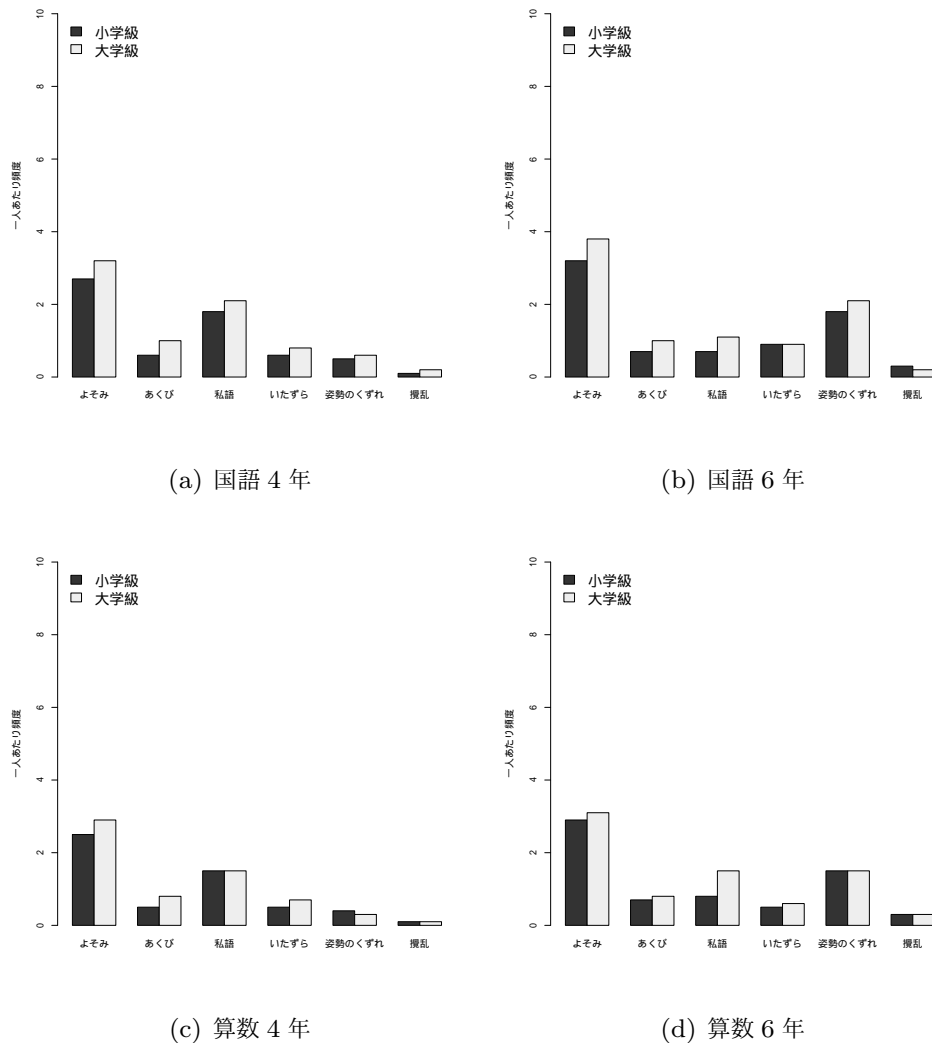 小学級
大学級
一人あたり頻度
0 2 4 6 8 10
よそみ あくび 私語 いたずら 姿勢のくずれ 攪乱
(a) 国語 4 年
小学級
大学級
一人あたり頻度
0 2 4 6 8 10
よそみ あくび 私語 いたずら 姿勢のくずれ 攪乱
(b) 国語 6 年
小学級
大学級
一人あたり頻度
0 2 4 6 8 10
よそみ あくび 私語 いたずら 姿勢のくずれ 攪乱
(c) 算数 4 年
小学級
大学級
一人あたり頻度
0 2 4 6 8 10
よそみ あくび 私語 いたずら 姿勢のくずれ 攪乱
(d) 算数 6 年